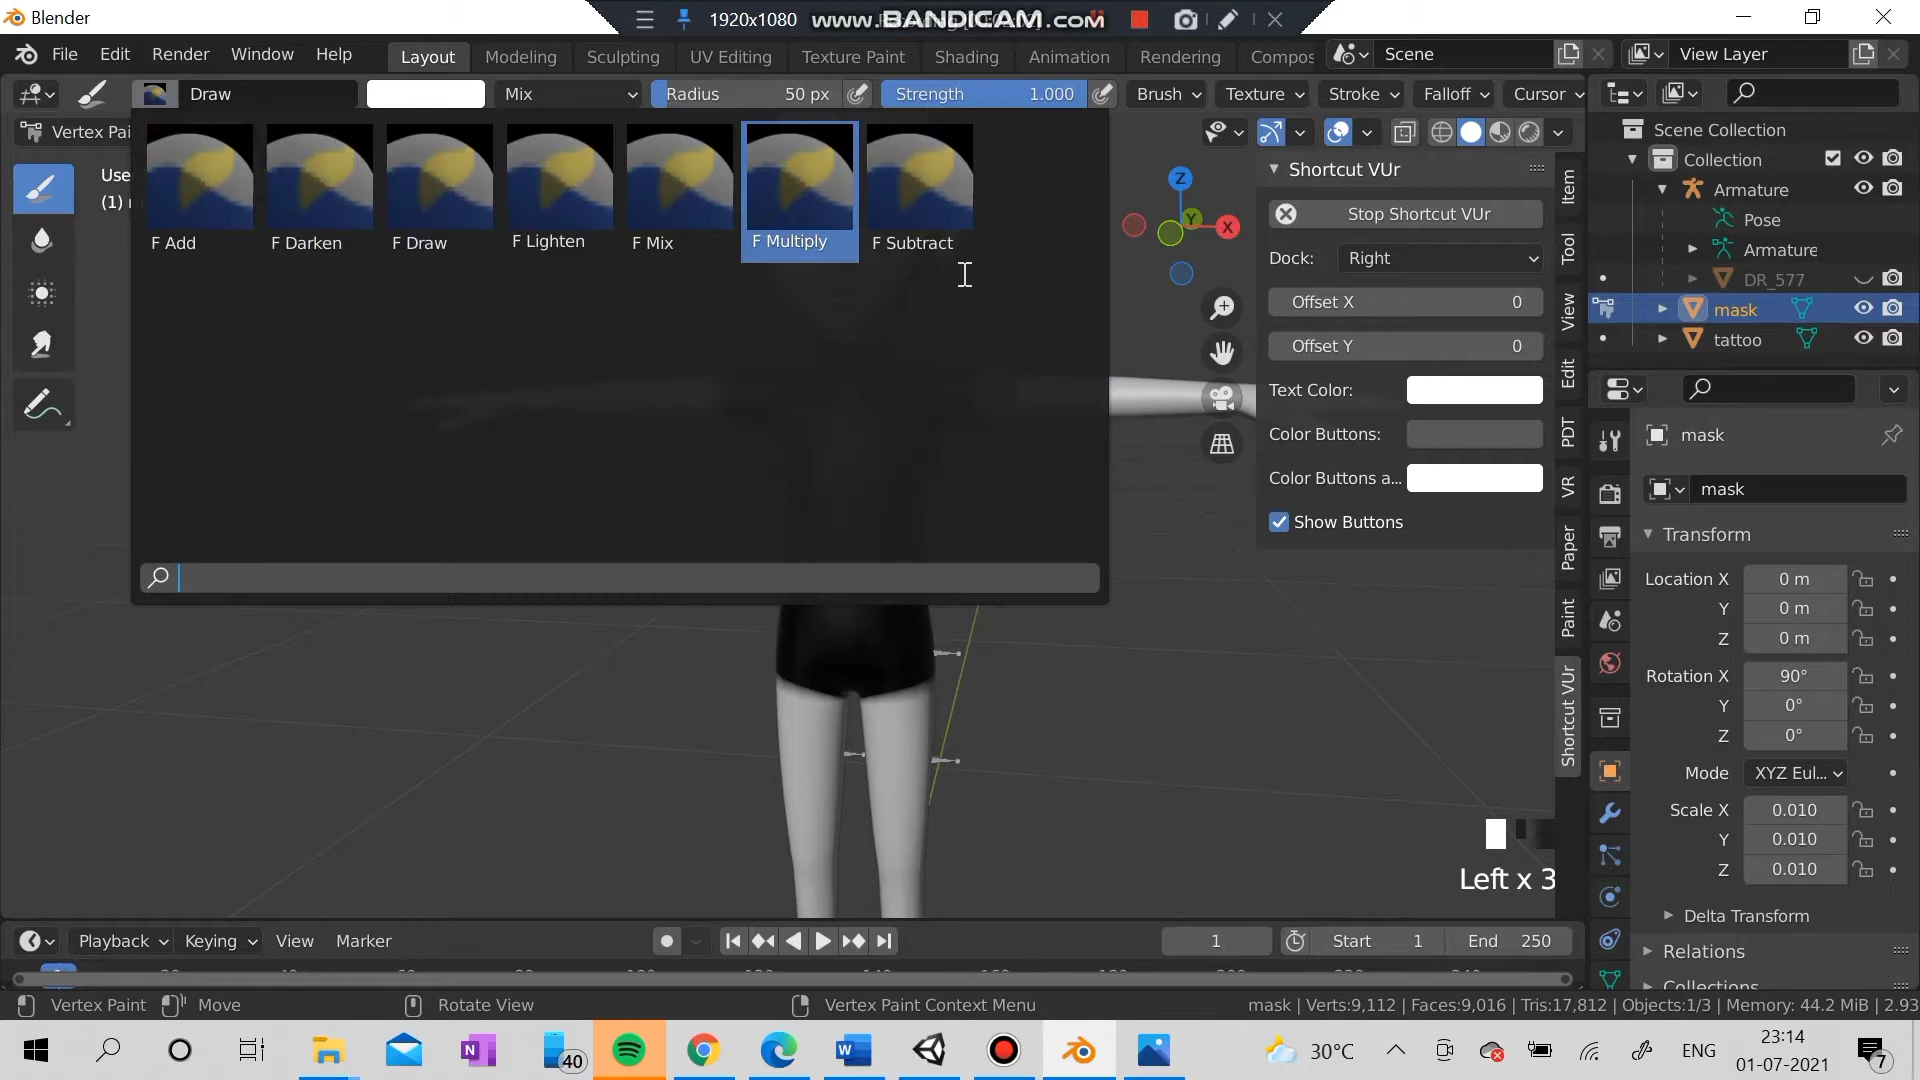 Blender
1920x1080
www.BANDICAM.com
File Edit Render Window Help
Layout Modeling Sculpting UV Editing Texture Paint Shading Animation Rendering Compos
Scene
View Layer
Draw
Mix
Radius 50 px
Strength 1.000
Brush Texture Stroke Falloff Cursor
Vertex Pai
Use
(1)
F Add
F Darken
F Draw
F Lighten
F Mix
F Multiply
F Subtract
Z
Y
X
Shortcut VUr
Stop Shortcut VUr
Dock: Right
Offset X 0
Offset Y 0
Text Color:
Color Buttons:
Color Buttons a...
Show Buttons
Item
Tool
View
Edit
PDT
VR
Paper
Paint
Shortcut VUr
Scene Collection
Collection
Armature
Pose
Armature
DR_577
mask
tattoo
mask
mask
Transform
Location X 0 m
Y 0 m
Z 0 m
Rotation X 90°
Y 0°
Z 0°
Mode XYZ Eul...
Scale X 0.010
Y 0.010
Z 0.010
Delta Transform
Relations
Collections
Left x 3
Playback Keying View Marker
1
Start 1
End 250
Vertex Paint Move Rotate View Vertex Paint Context Menu
mask | Verts:9,112 | Faces:9,016 | Tris:17,812 | Objects:1/3 | Memory: 44.2 MiB | 2.93
40
30°C
ENG
23:14
01-07-2021
7